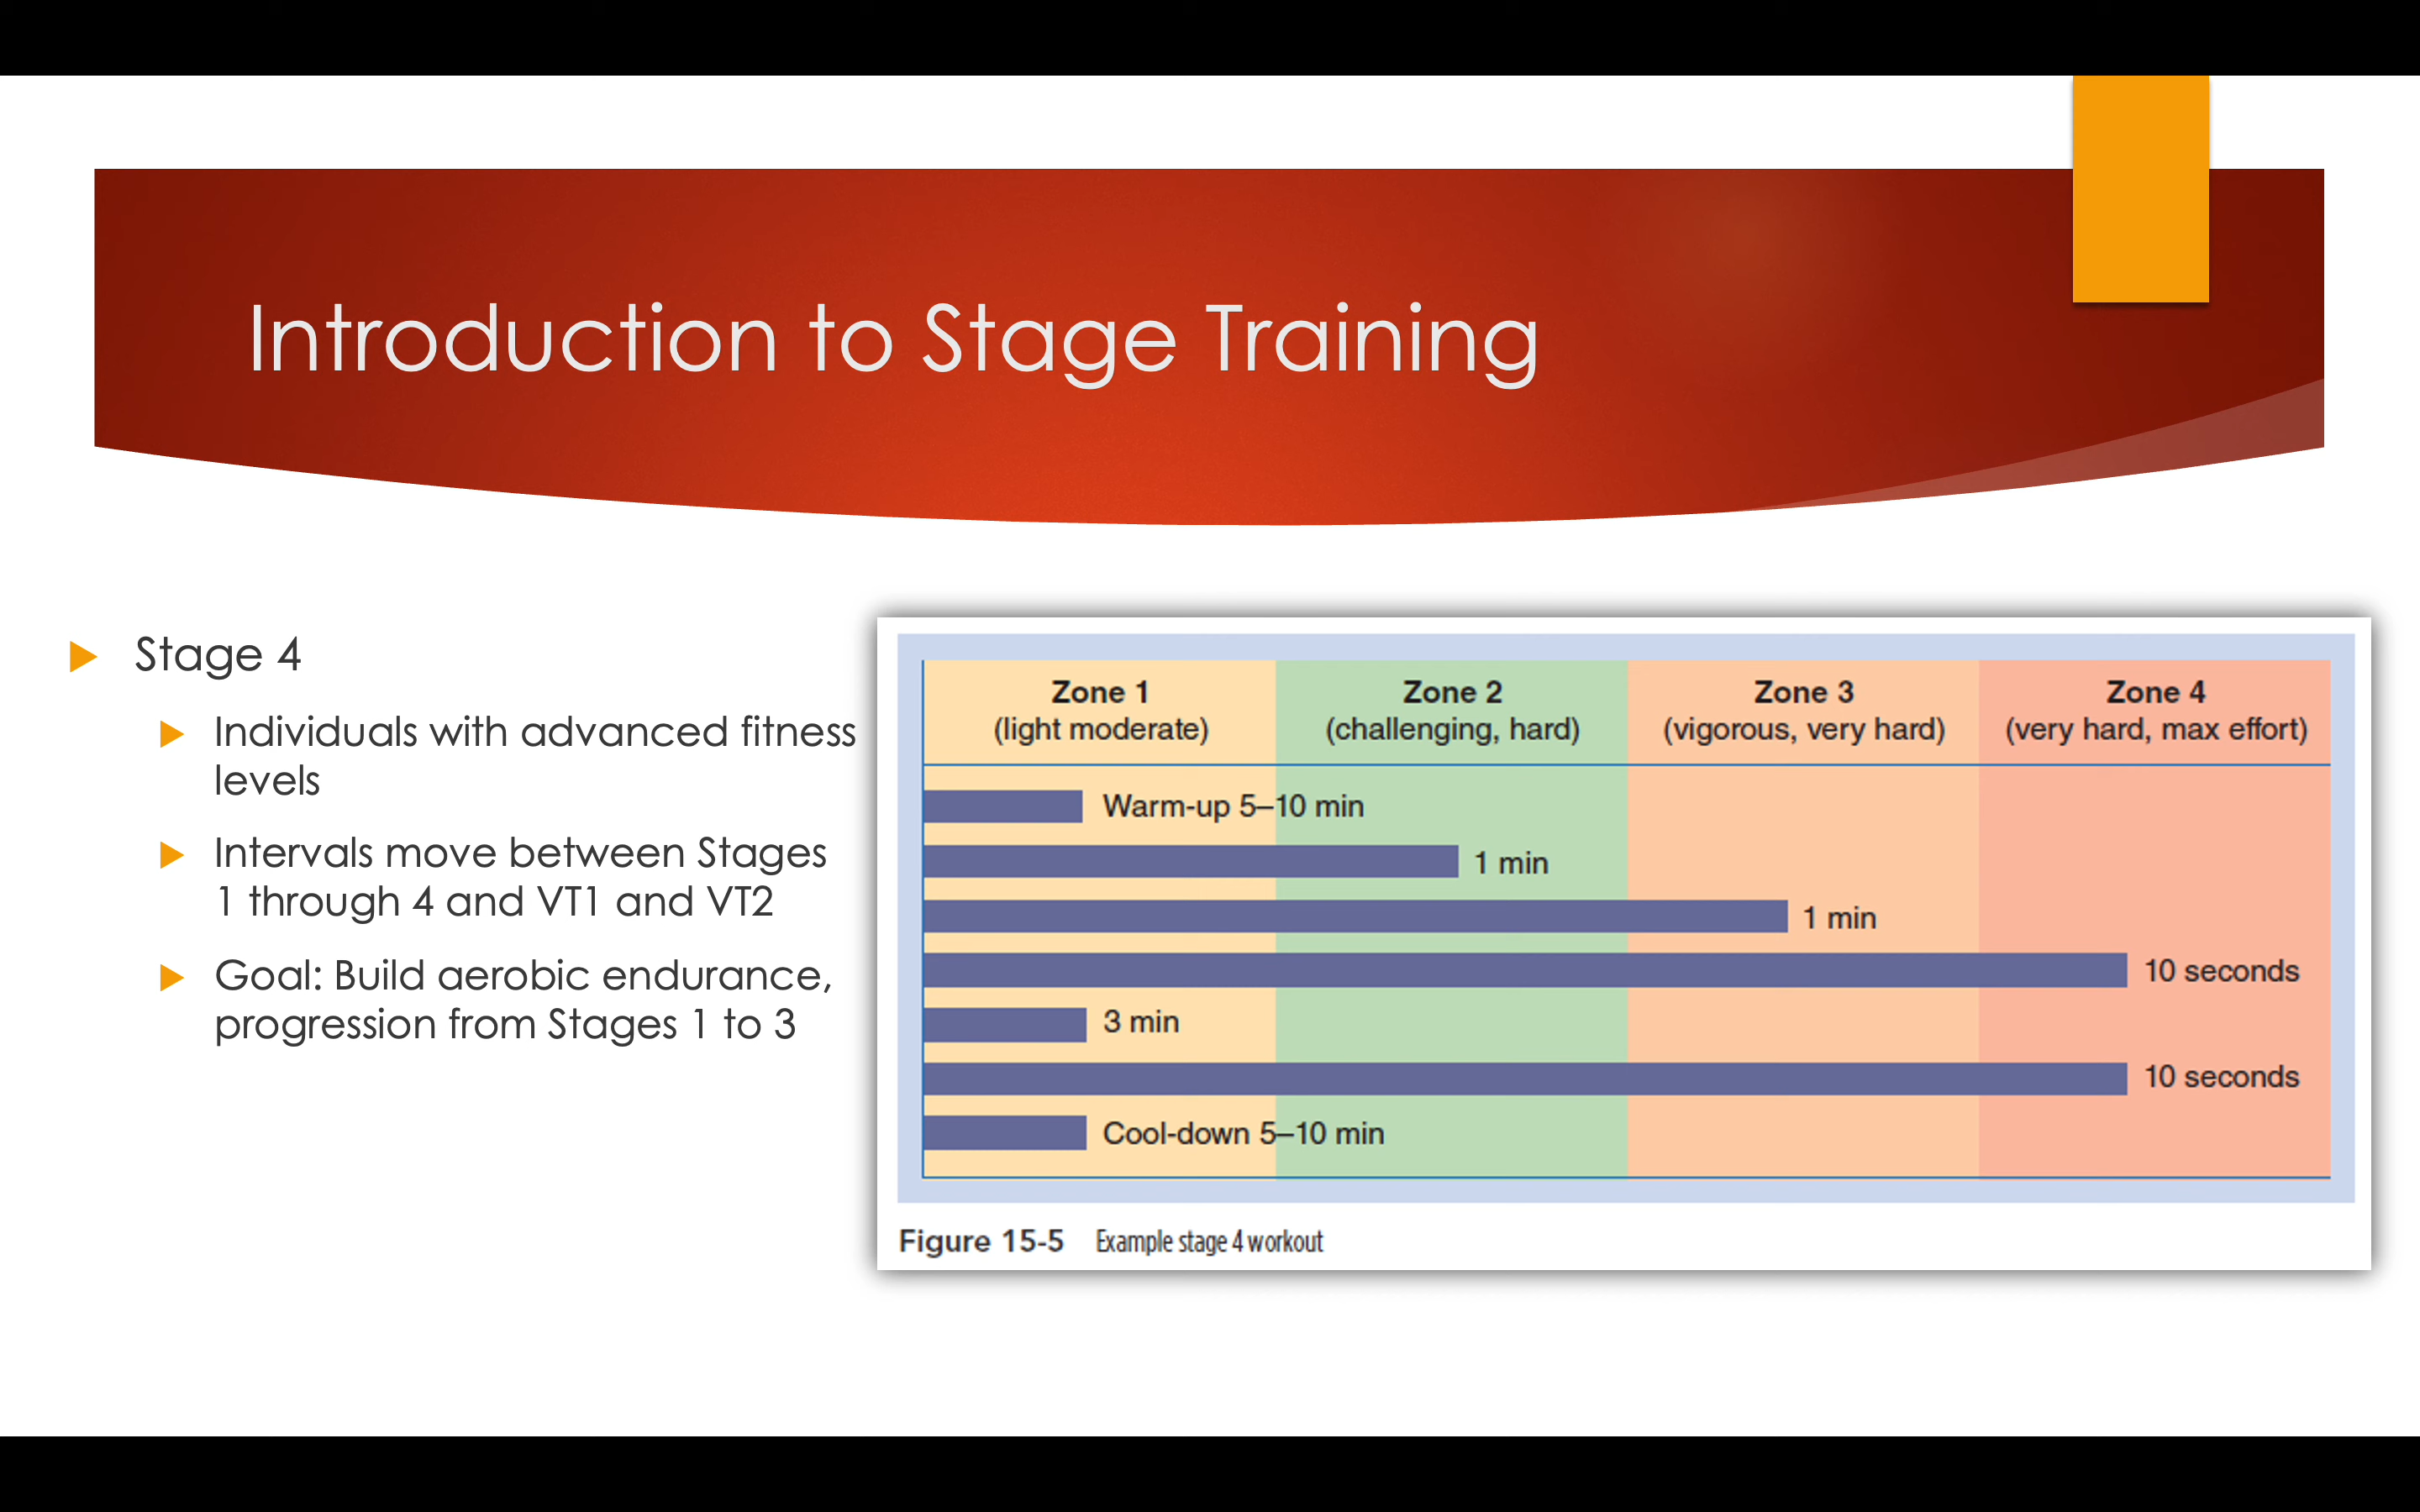 Introduction to Stage Training
Stage 4
Individuals with advanced fitness
levels
Intervals move between Stages
1 through 4 and VT1 and VT2
Goal: Build aerobic endurance,
progression from Stages 1 to 3
Zone 1
(light moderate)
Zone 2
(challenging, hard)
Zone 3
(vigorous, very hard)
Zone 4
(very hard, max effort)
Warm-up 5–10 min
1 min
1 min
10 seconds
3 min
10 seconds
Cool-down 5–10 min
Figure 15-5 Example stage 4 workout